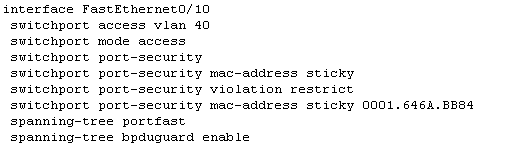 interface FastEthernet0/10
switchport access vlan 40
switchport mode access
switchport port-security
switchport port-security mac-address sticky
switchport port-security violation restrict
switchport port-security mac-address sticky 0001.646A.BB84
spanning-tree portfast
spanning-tree bpduguard enable